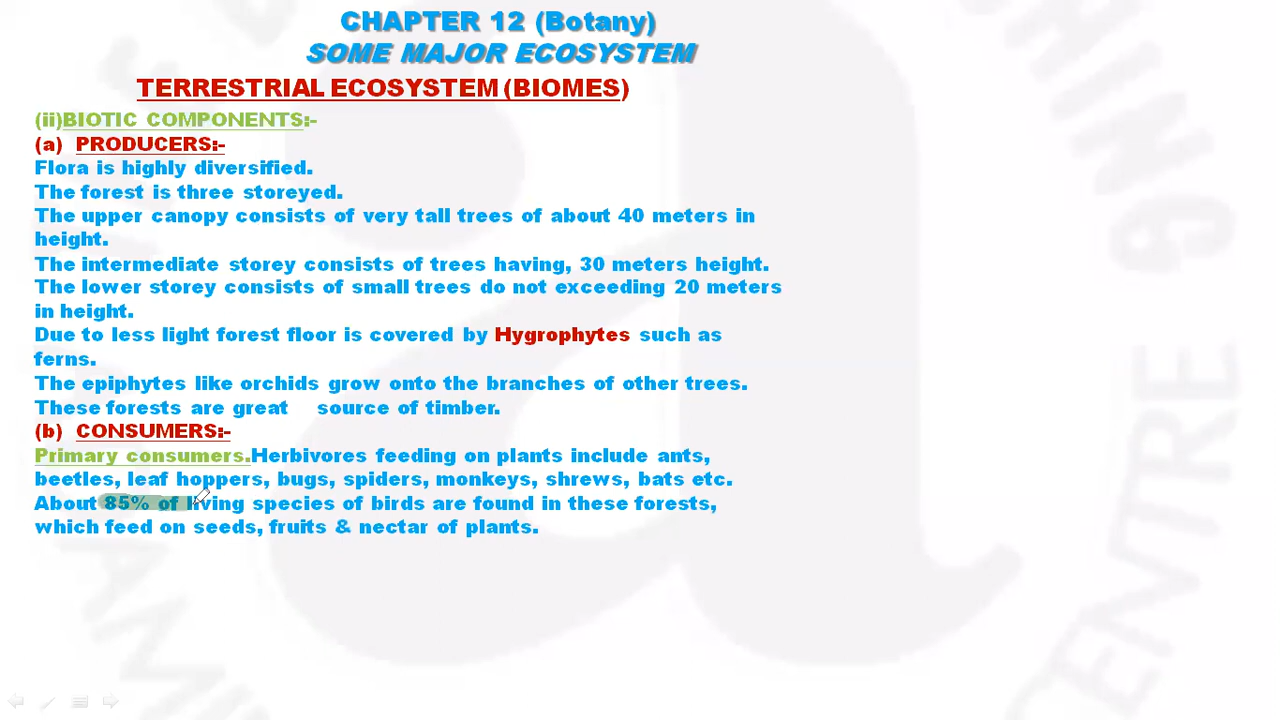 CHAPTER 12 (Botany)
SOME MAJOR ECOSYSTEM
TERRESTRIAL ECOSYSTEM (BIOMES)
(ii)BIOTIC COMPONENTS:-
(a) PRODUCERS:-
Flora is highly diversified.
The forest is three storeyed.
The upper canopy consists of very tall trees of about 40 meters in
height.
The intermediate storey consists of trees having, 30 meters height.
The lower storey consists of small trees do not exceeding 20 meters
in height.
Due to less light forest floor is covered by Hygrophytes such as
ferns.
The epiphytes like orchids grow onto the branches of other trees.
These forests are great source of timber.
(b) CONSUMERS:-
Primary consumers.Herbivores feeding on plants include ants,
beetles, leaf hoppers, bugs, spiders, monkeys, shrews, bats etc.
About 85% of living species of birds are found in these forests,
which feed on seeds, fruits & nectar of plants.